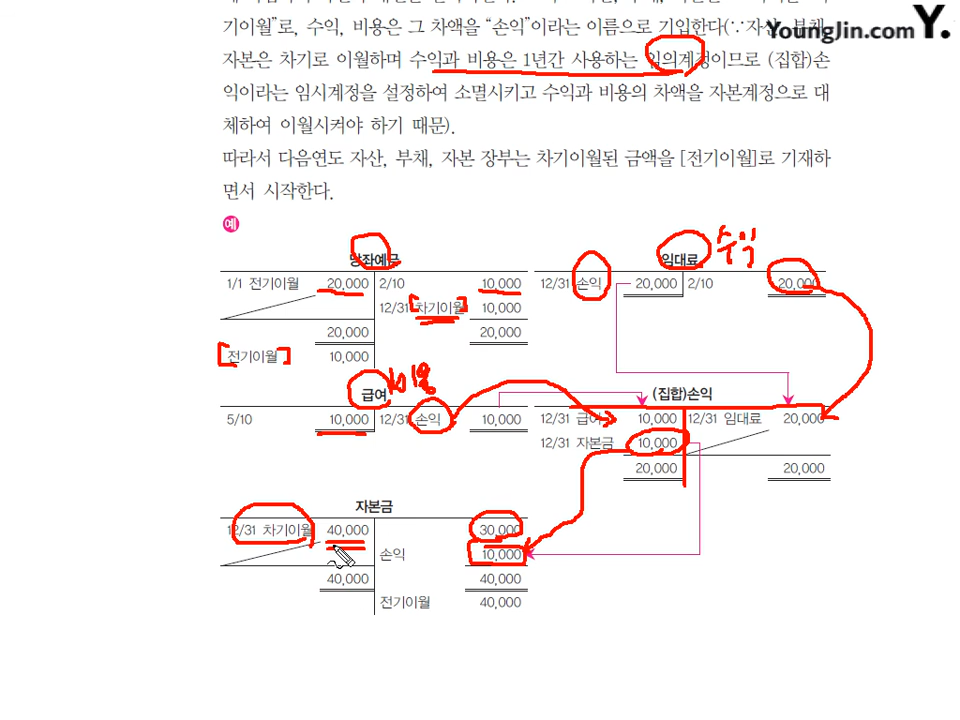 기이월”로, 수익, 비용은 그 차액을 “손익”이라는 이름으로 기입한다(∵자산, 부채,
YoungJin.com Y.
자본은 차기로 이월하며 수익과 비용은 1년간 사용하는 임의계정이므로 (집합)손
익이라는 임시계정을 설정하여 소멸시키고 수익과 비용의 차액을 자본계정으로 대
체하여 이월시켜야 하기 때문).
따라서 다음연도 자산, 부채, 자본 장부는 차기이월된 금액을 [전기이월]로 기재하
면서 시작한다.
예
당좌예금
1/1 전기이월 20,000 2/10 10,000
12/31 차기이월 10,000
20,000 20,000
전기이월 10,000
임대료 수익
12/31 손익 20,000 2/10 20,000
급여 비용
5/10 10,000 12/31 손익 10,000
(집합)손익
12/31 급여 10,000 12/31 임대료 20,000
12/31 자본금 10,000
20,000 20,000
자본금
12/31 차기이월 40,000 30,000
손익 10,000
40,000 40,000
전기이월 40,000